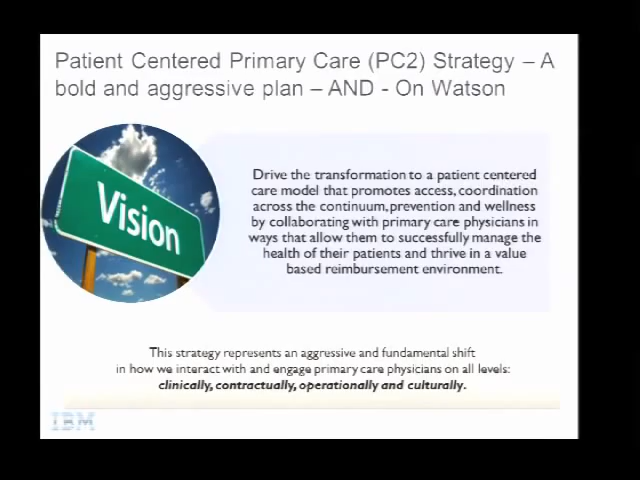 Patient Centered Primary Care (PC2) Strategy – A
bold and aggressive plan – AND - On Watson
Vision
Drive the transformation to a patient centered
care model that promotes access, coordination
across the continuum, prevention and wellness
by collaborating with primary care physicians in
ways that allow them to successfully manage the
health of their patients and thrive in a value
based reimbursement environment.
This strategy represents an aggressive and fundamental shift
in how we interact with and engage primary care physicians on all levels:
clinically, contractually, operationally and culturally.
IBM